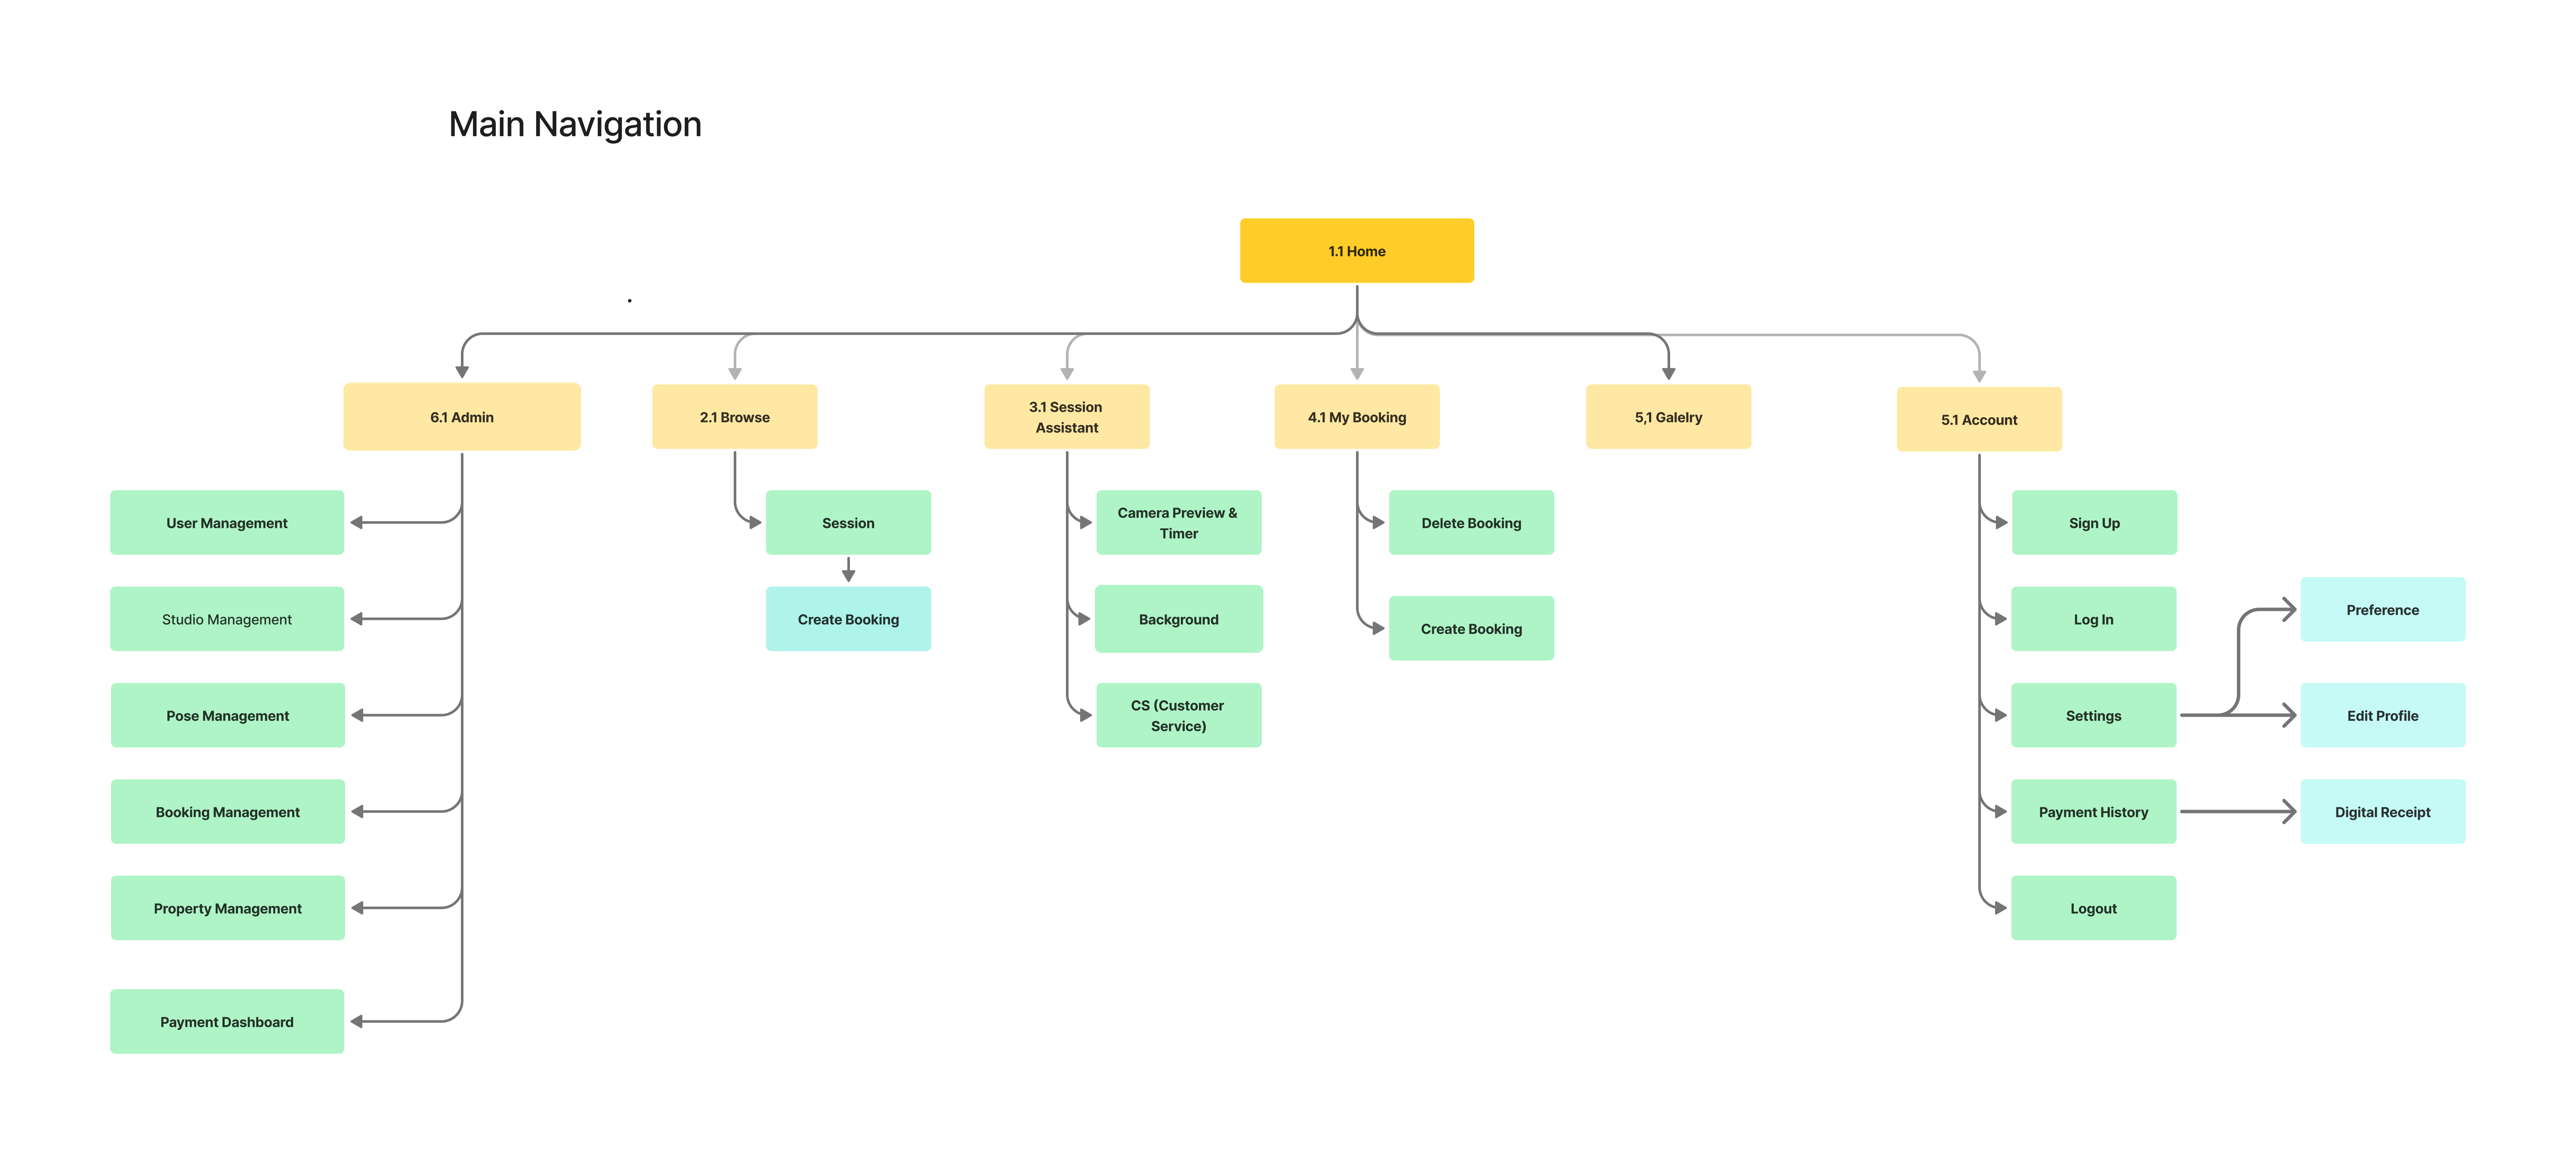 Main Navigation
1.1 Home
6.1 Admin
2.1 Browse
3.1 Session
Assistant
4.1 My Booking
5,1 Galelry
5.1 Account
User Management
Session
Camera Preview &
Timer
Delete Booking
Sign Up
Studio Management
Create Booking
Background
Create Booking
Log In
Preference
Pose Management
CS (Customer
Service)
Settings
Edit Profile
Booking Management
Payment History
Digital Receipt
Property Management
Logout
Payment Dashboard